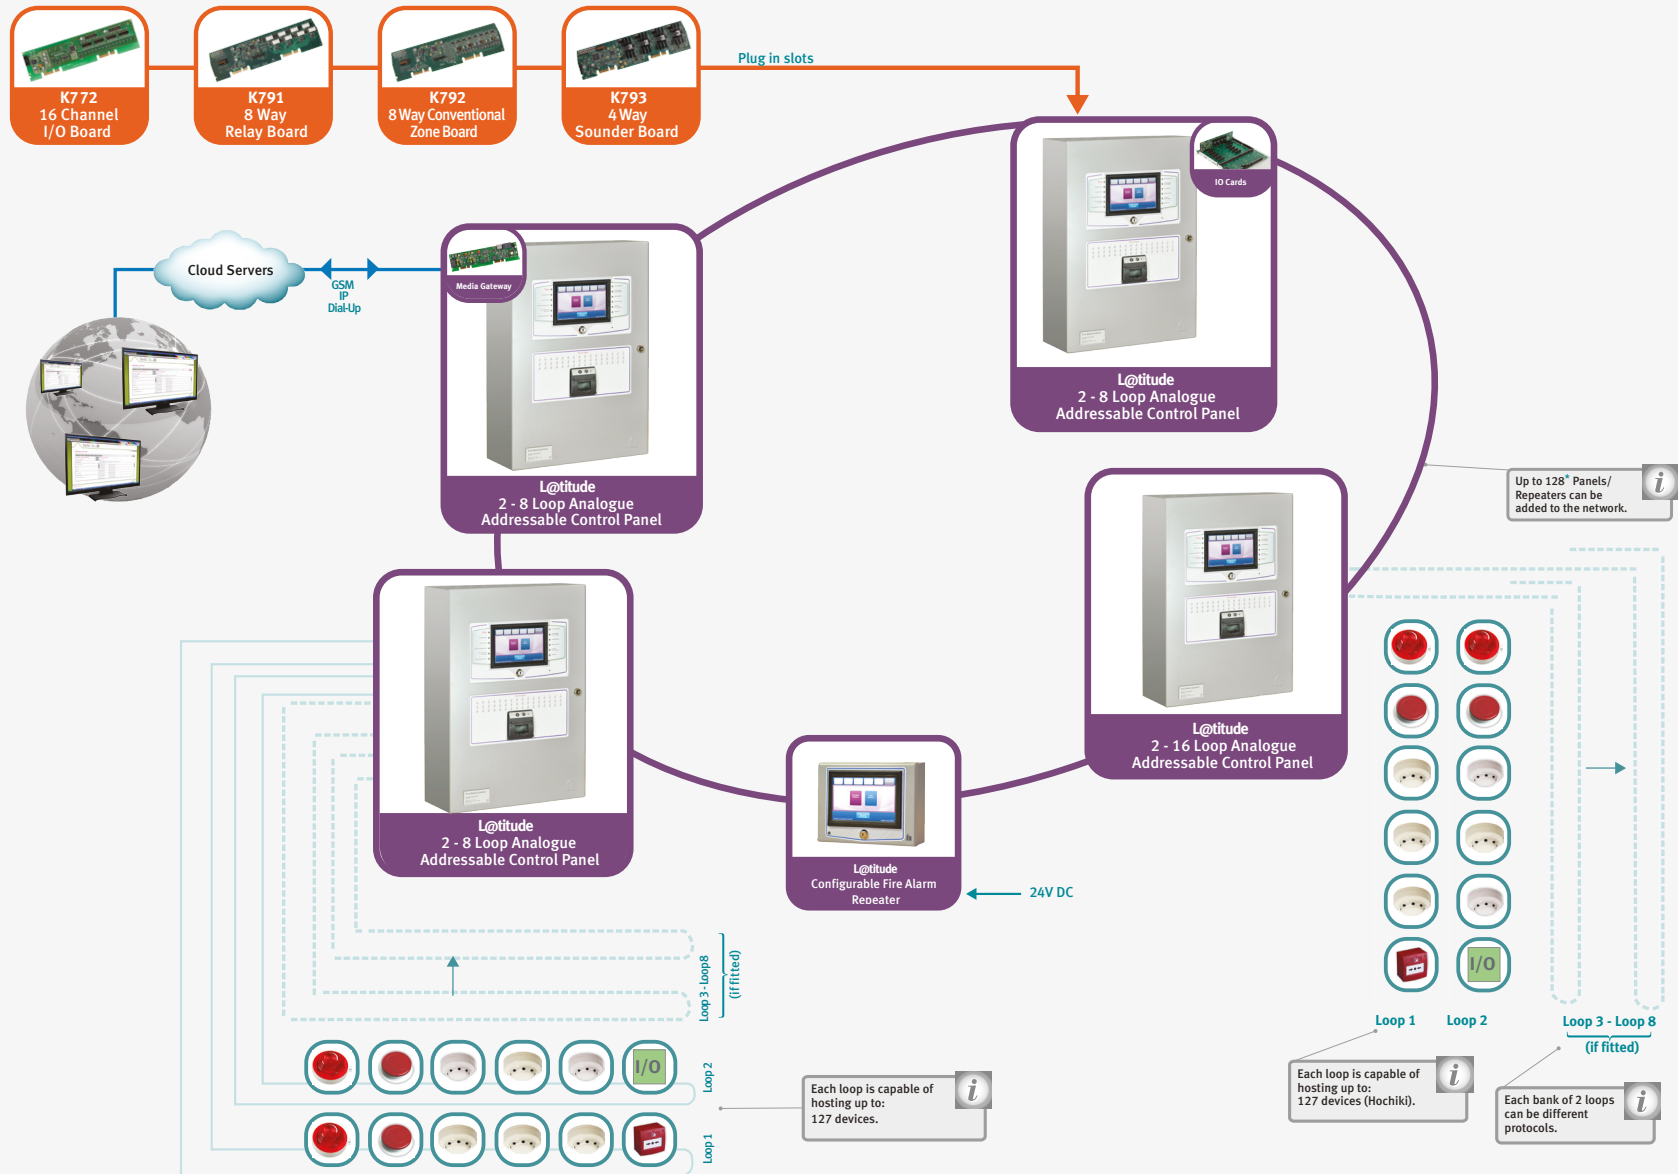 K772
16 Channel
I/O Board
K791
8 Way
Relay Board
K792
8 Way Conventional
Zone Board
K793
4 Way
Sounder Board
Plug in slots
IO Cards
L@titude
2 - 8 Loop Analogue
Addressable Control Panel
Cloud Servers
GSM
IP
Dial-Up
Media Gateway
L@titude
2 - 8 Loop Analogue
Addressable Control Panel
Up to 128* Panels/
Repeaters can be
added to the network.
i
L@titude
2 - 16 Loop Analogue
Addressable Control Panel
L@titude
2 - 8 Loop Analogue
Addressable Control Panel
L@titude
Configurable Fire Alarm
Repeater
24V DC
Loop 3 - Loop8
(if fitted)
Loop 2
Loop 1
I/O
Each loop is capable of
hosting up to:
127 devices.
i
I/O
Loop 1
Loop 2
Loop 3 - Loop 8
(if fitted)
Each loop is capable of
hosting up to:
127 devices (Hochiki).
i
Each bank of 2 loops
can be different
protocols.
i